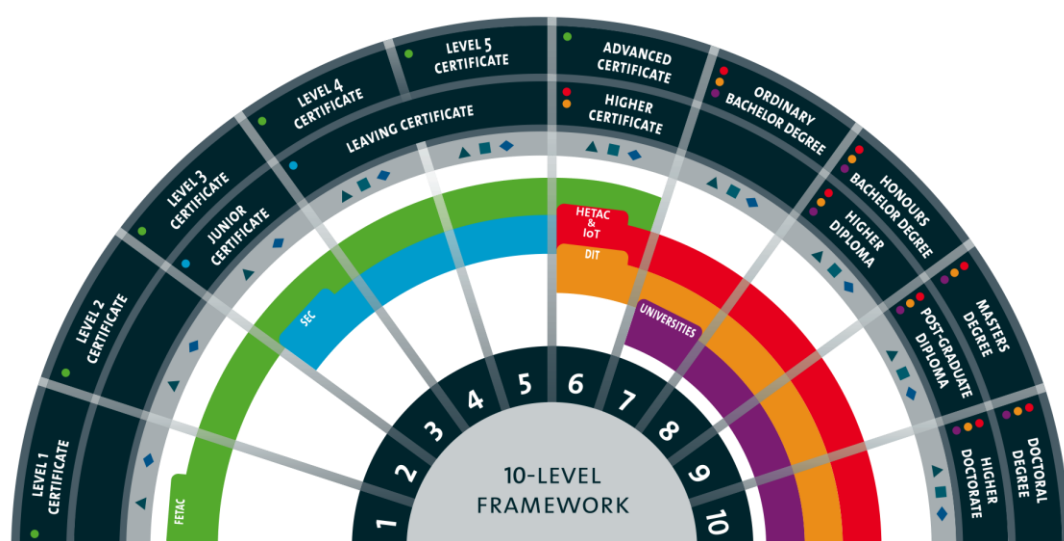 LEVEL 1
CERTIFICATE
LEVEL 2
CERTIFICATE
LEVEL 3
CERTIFICATE
JUNIOR
CERTIFICATE
LEVEL 4
CERTIFICATE
LEVEL 5
CERTIFICATE
LEAVING CERTIFICATE
ADVANCED
CERTIFICATE
HIGHER
CERTIFICATE
ORDINARY
BACHELOR DEGREE
HONOURS
BACHELOR DEGREE
HIGHER
DIPLOMA
MASTERS
DEGREE
POST-GRADUATE
DIPLOMA
DOCTORAL
DEGREE
HIGHER
DOCTORATE
FETAC
SEC
HETAC
&
IoT
DIT
UNIVERSITIES
1
2
3
4
5
6
7
8
9
10
10-LEVEL
FRAMEWORK